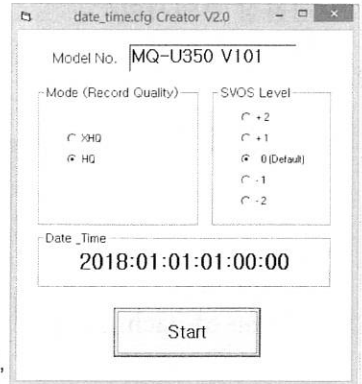 date_time.cfg Creator V2.0
Model No. MQ-U350 V101
Mode (Record Quality)
XHQ
HQ
SVOS Level
+2
+1
0 (Default)
-1
-2
Date _Time
2018:01:01:01:00:00
Start
,